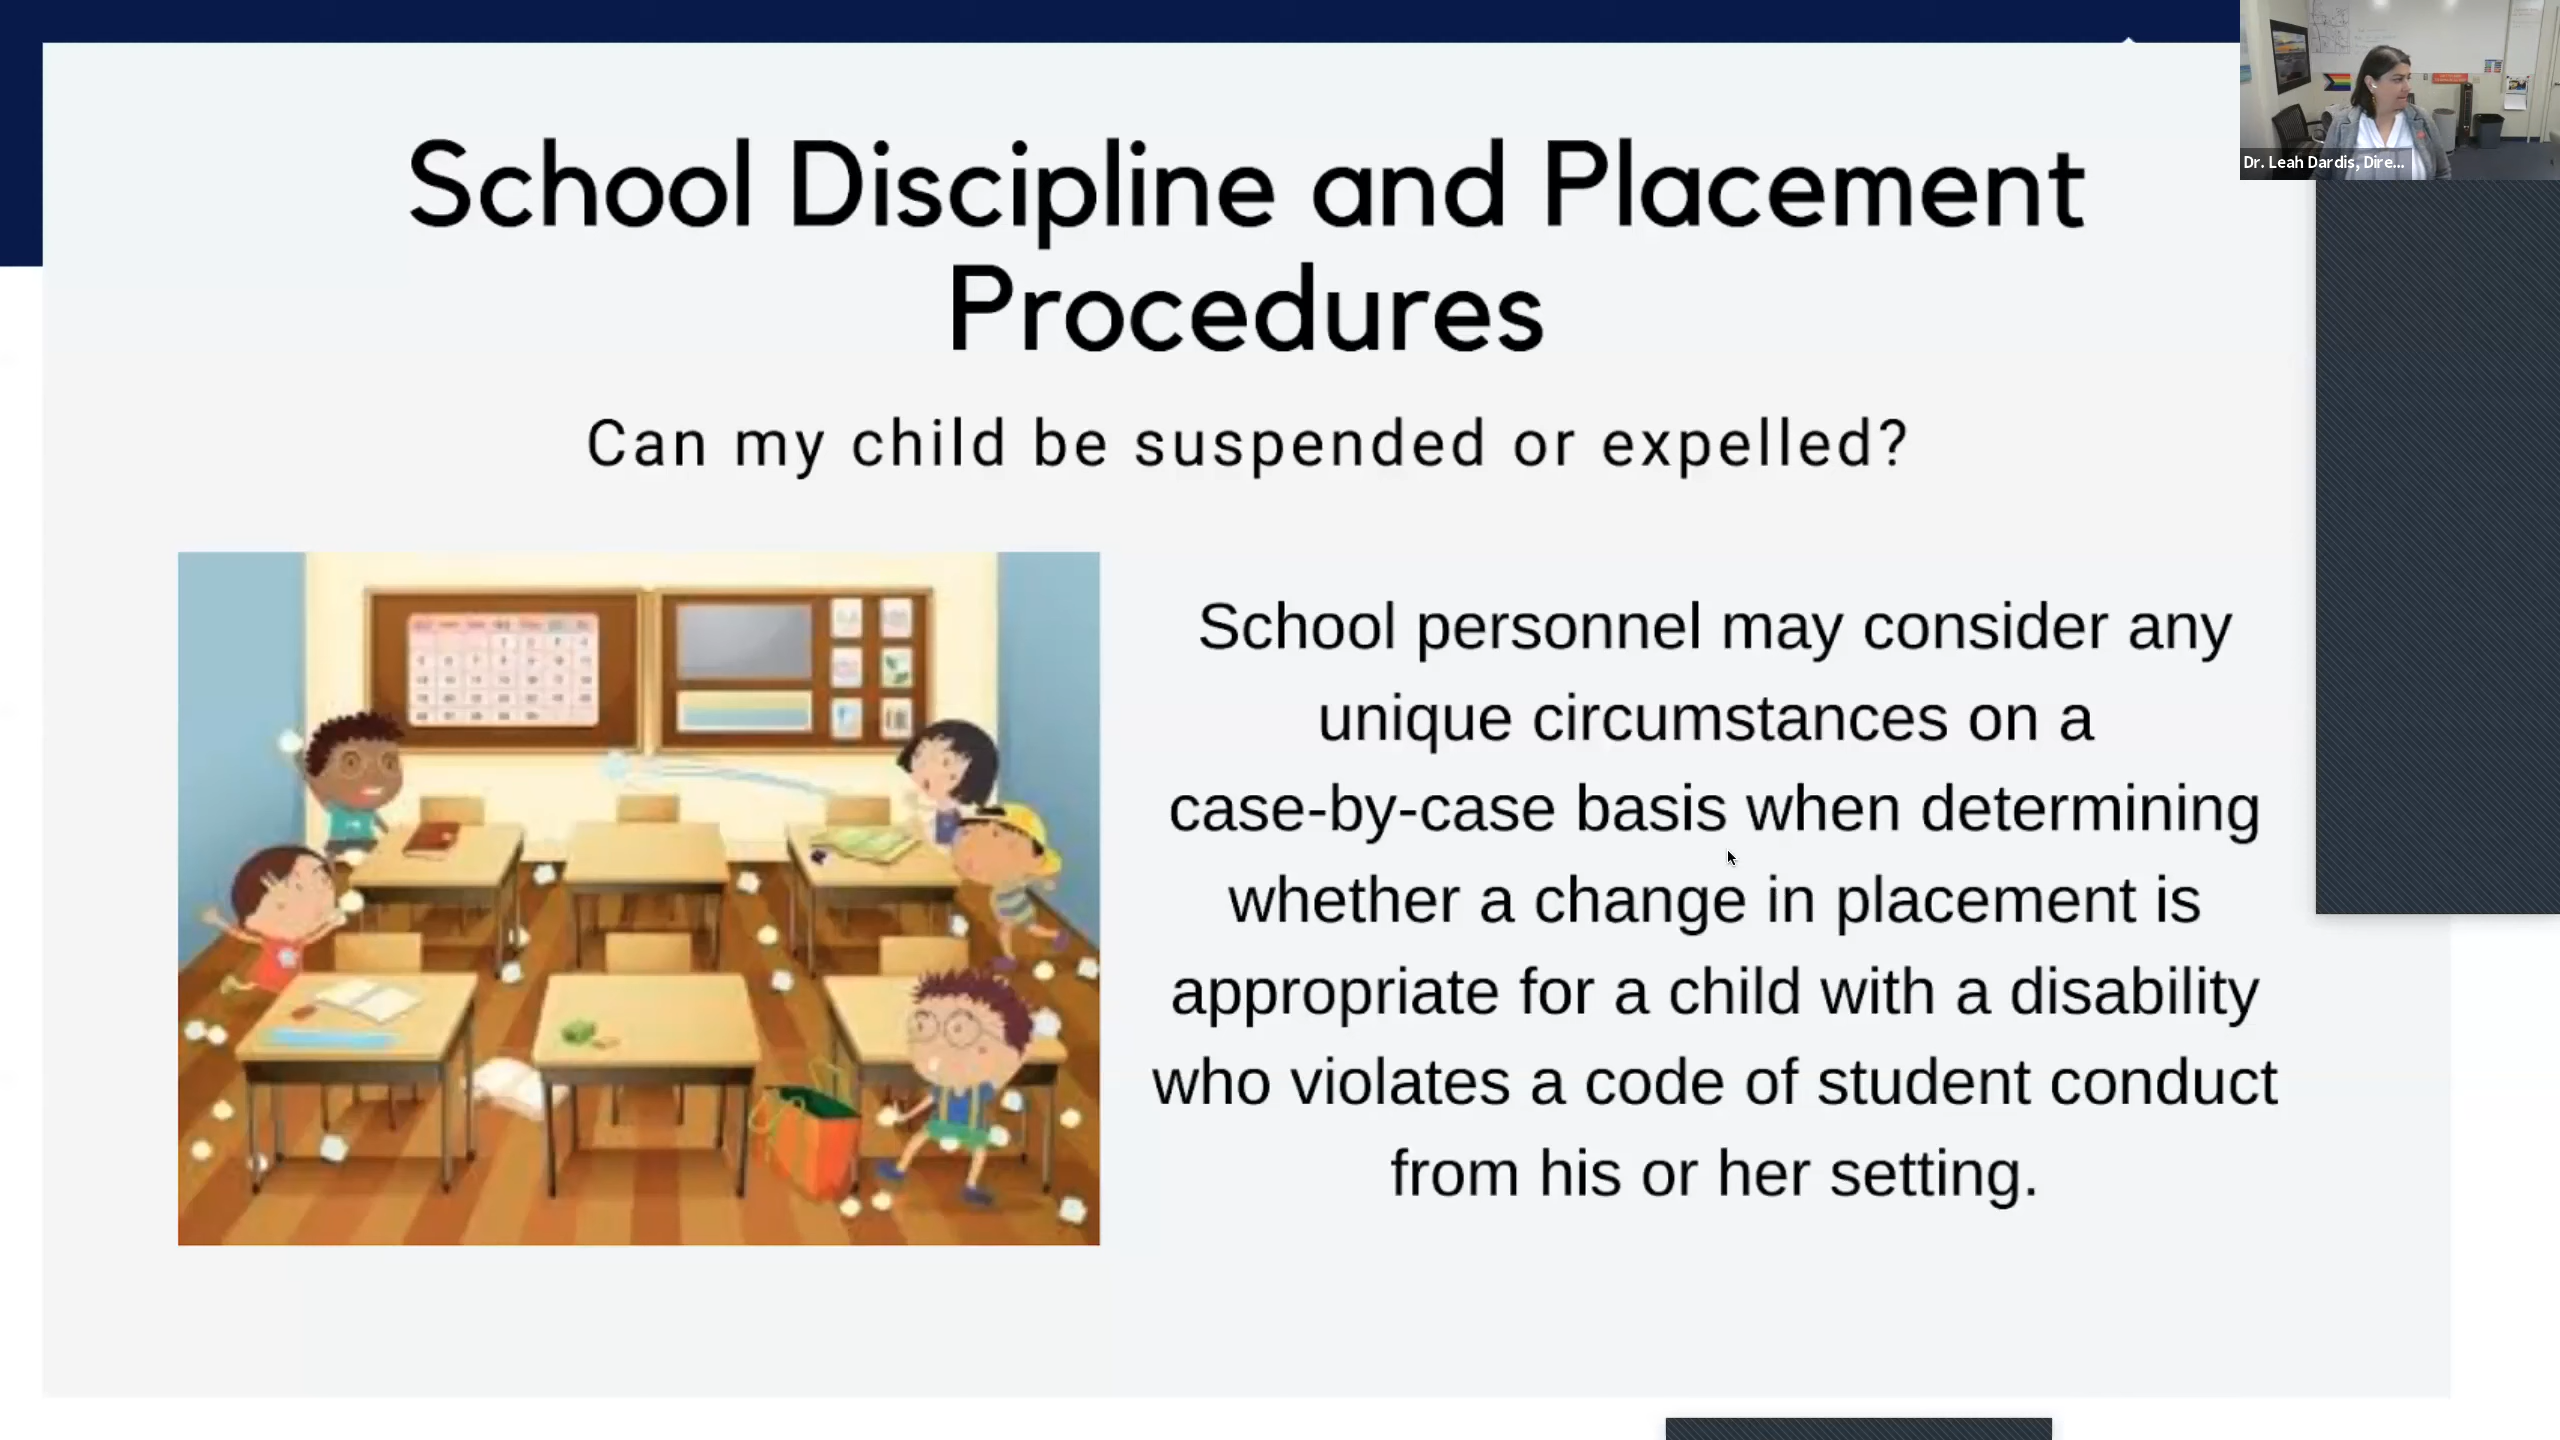 School Discipline and Placement
Procedures
Can my child be suspended or expelled?
School personnel may consider any
unique circumstances on a
case-by-case basis when determining
whether a change in placement is
appropriate for a child with a disability
who violates a code of student conduct
from his or her setting.
Dr. Leah Dardis, Dire...